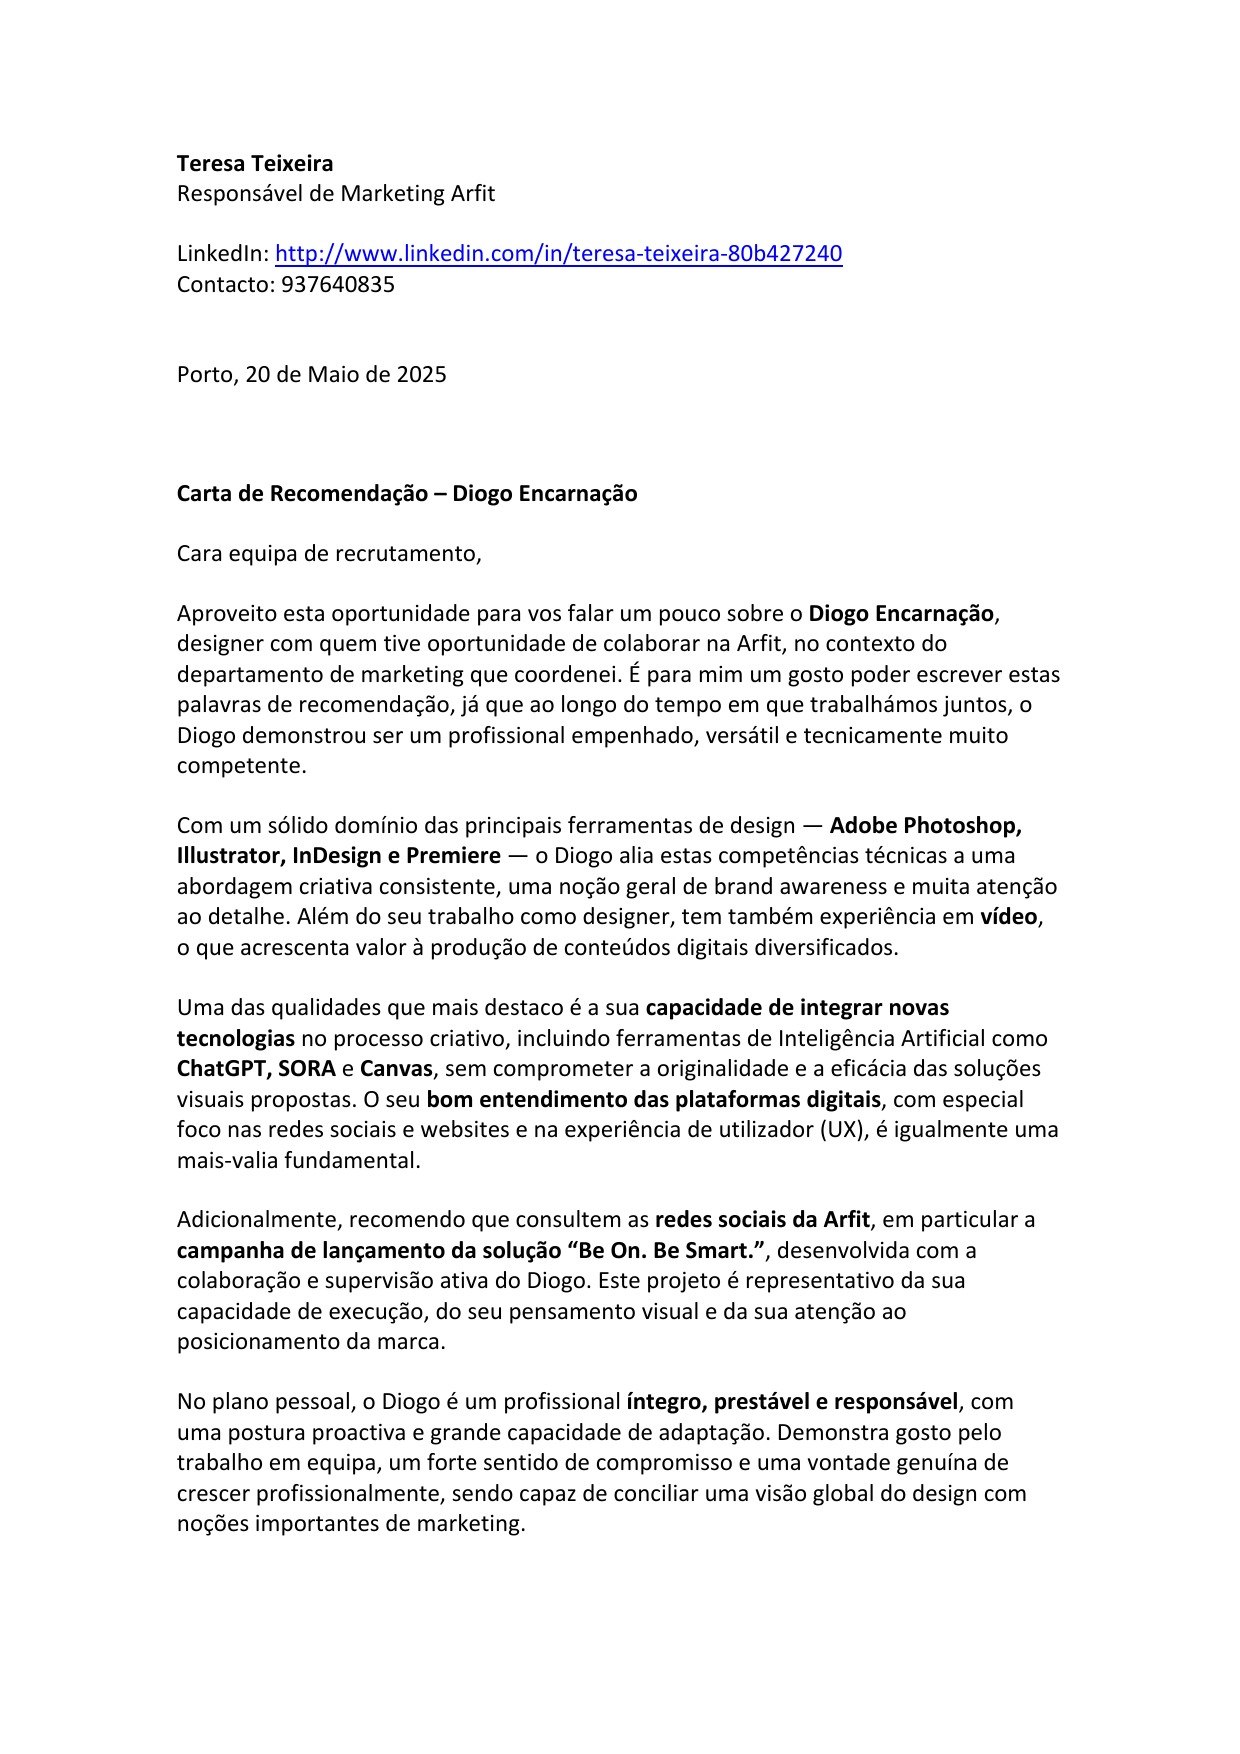 Teresa Teixeira
Responsável de Marketing Arfit
LinkedIn: http://www.linkedin.com/in/teresa-teixeira-80b427240
Contacto: 937640835
Porto, 20 de Maio de 2025
Carta de Recomendação – Diogo Encarnação
Cara equipa de recrutamento,
Aproveito esta oportunidade para vos falar um pouco sobre o Diogo Encarnação,
designer com quem tive oportunidade de colaborar na Arfit, no contexto do
departamento de marketing que coordenei. É para mim um gosto poder escrever estas
palavras de recomendação, já que ao longo do tempo em que trabalhámos juntos, o
Diogo demonstrou ser um profissional empenhado, versátil e tecnicamente muito
competente.
Com um sólido domínio das principais ferramentas de design — Adobe Photoshop,
Illustrator, InDesign e Premiere — o Diogo alia estas competências técnicas a uma
abordagem criativa consistente, uma noção geral de brand awareness e muita atenção
ao detalhe. Além do seu trabalho como designer, tem também experiência em vídeo,
o que acrescenta valor à produção de conteúdos digitais diversificados.
Uma das qualidades que mais destaco é a sua capacidade de integrar novas
tecnologias no processo criativo, incluindo ferramentas de Inteligência Artificial como
ChatGPT, SORA e Canvas, sem comprometer a originalidade e a eficácia das soluções
visuais propostas. O seu bom entendimento das plataformas digitais, com especial
foco nas redes sociais e websites e na experiência de utilizador (UX), é igualmente uma
mais-valia fundamental.
Adicionalmente, recomendo que consultem as redes sociais da Arfit, em particular a
campanha de lançamento da solução “Be On. Be Smart.”, desenvolvida com a
colaboração e supervisão ativa do Diogo. Este projeto é representativo da sua
capacidade de execução, do seu pensamento visual e da sua atenção ao
posicionamento da marca.
No plano pessoal, o Diogo é um profissional íntegro, prestável e responsável, com
uma postura proactiva e grande capacidade de adaptação. Demonstra gosto pelo
trabalho em equipa, um forte sentido de compromisso e uma vontade genuína de
crescer profissionalmente, sendo capaz de conciliar uma visão global do design com
noções importantes de marketing.